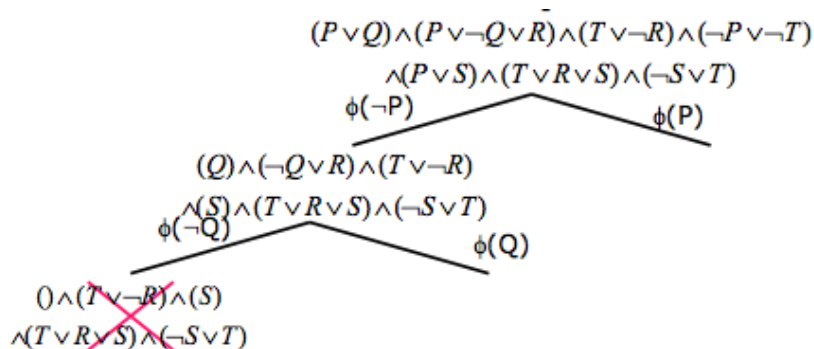 (P∨Q)∧(P∨¬Q∨R)∧(T∨¬R)∧(¬P∨¬T)
∧(P∨S)∧(T∨R∨S)∧(¬S∨T)
ϕ(¬P)
ϕ(P)
(Q)∧(¬Q∨R)∧(T∨¬R)
∧(S)∧(T∨R∨S)∧(¬S∨T)
ϕ(¬Q)
ϕ(Q)
()∧(T∨¬R)∧(S)
∧(T∨R∨S)∧(¬S∨T)